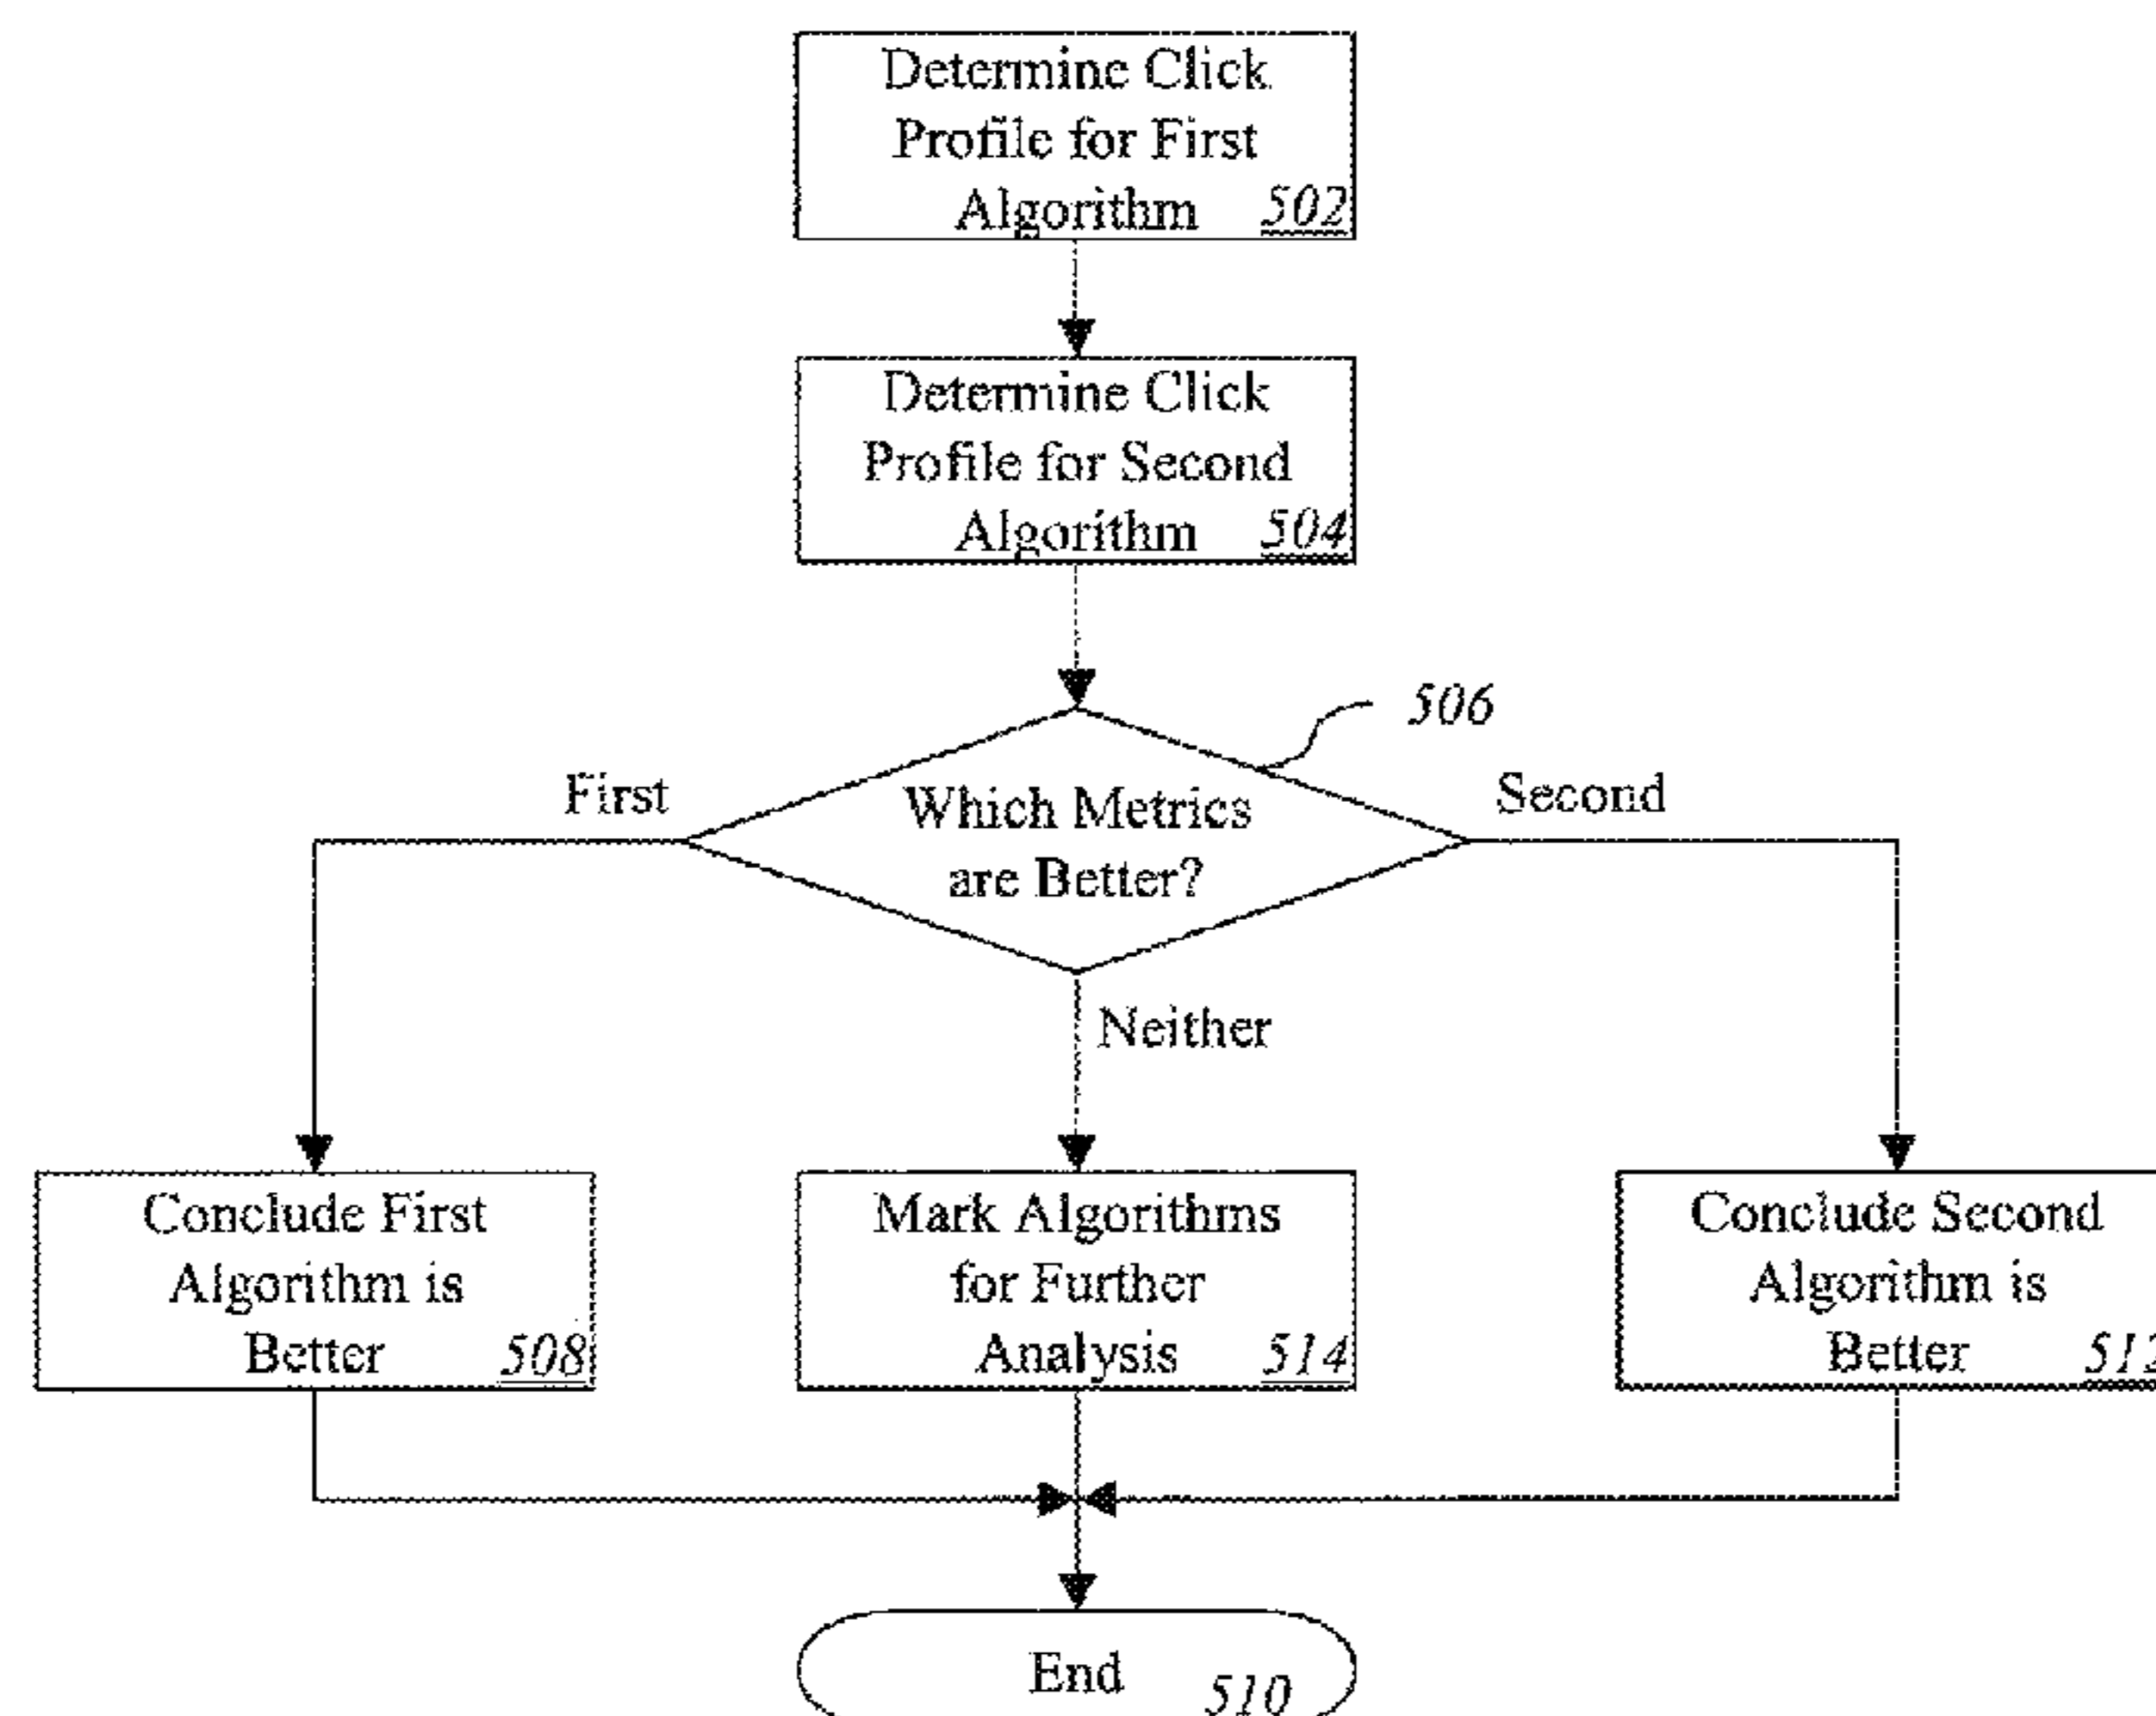 Determine Click
Profile for First
Algorithm 502
Determine Click
Profile for Second
Algorithm 504
506
First
Second
Which Metrics
are Better?
Neither
Conclude First
Algorithm is
Better 508
Mark Algorithms
for Further
Analysis 514
Conclude Second
Algorithm is
Better 512
End 510